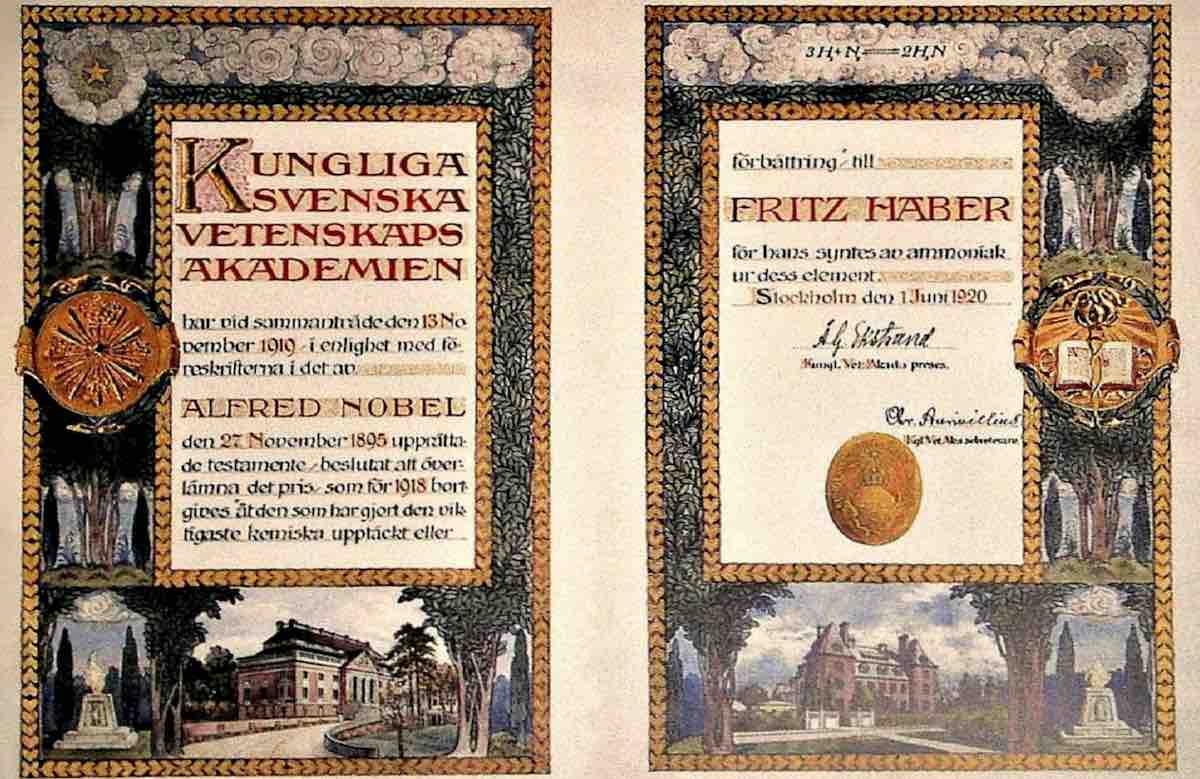 KUNGLIGA
SVENSKA
VETENSKAPS
AKADEMIEN
har vid sammanträde den 13 No
vember 1919 i enlighet med fö-
reskrifterna i det av
ALFRED NOBEL
den 27 November 1895 upprätta-
de testamente beslutat att över-
lämna det pris som för 1918 bort-
gives åt den som har gjort den vik
tigaste kemiska upptäckt eller
3H₂+N₂=2H₃N
förbättring till
FRITZ HABER
för hans syntes av ammoniak
ur dess element.
Stockholm den 1 Juni 1920
Å G Ekstrand
Kungl. Vet. Akad:s preses.
Chr. Aurivillius
Kgl Vet. Akas sekreterare